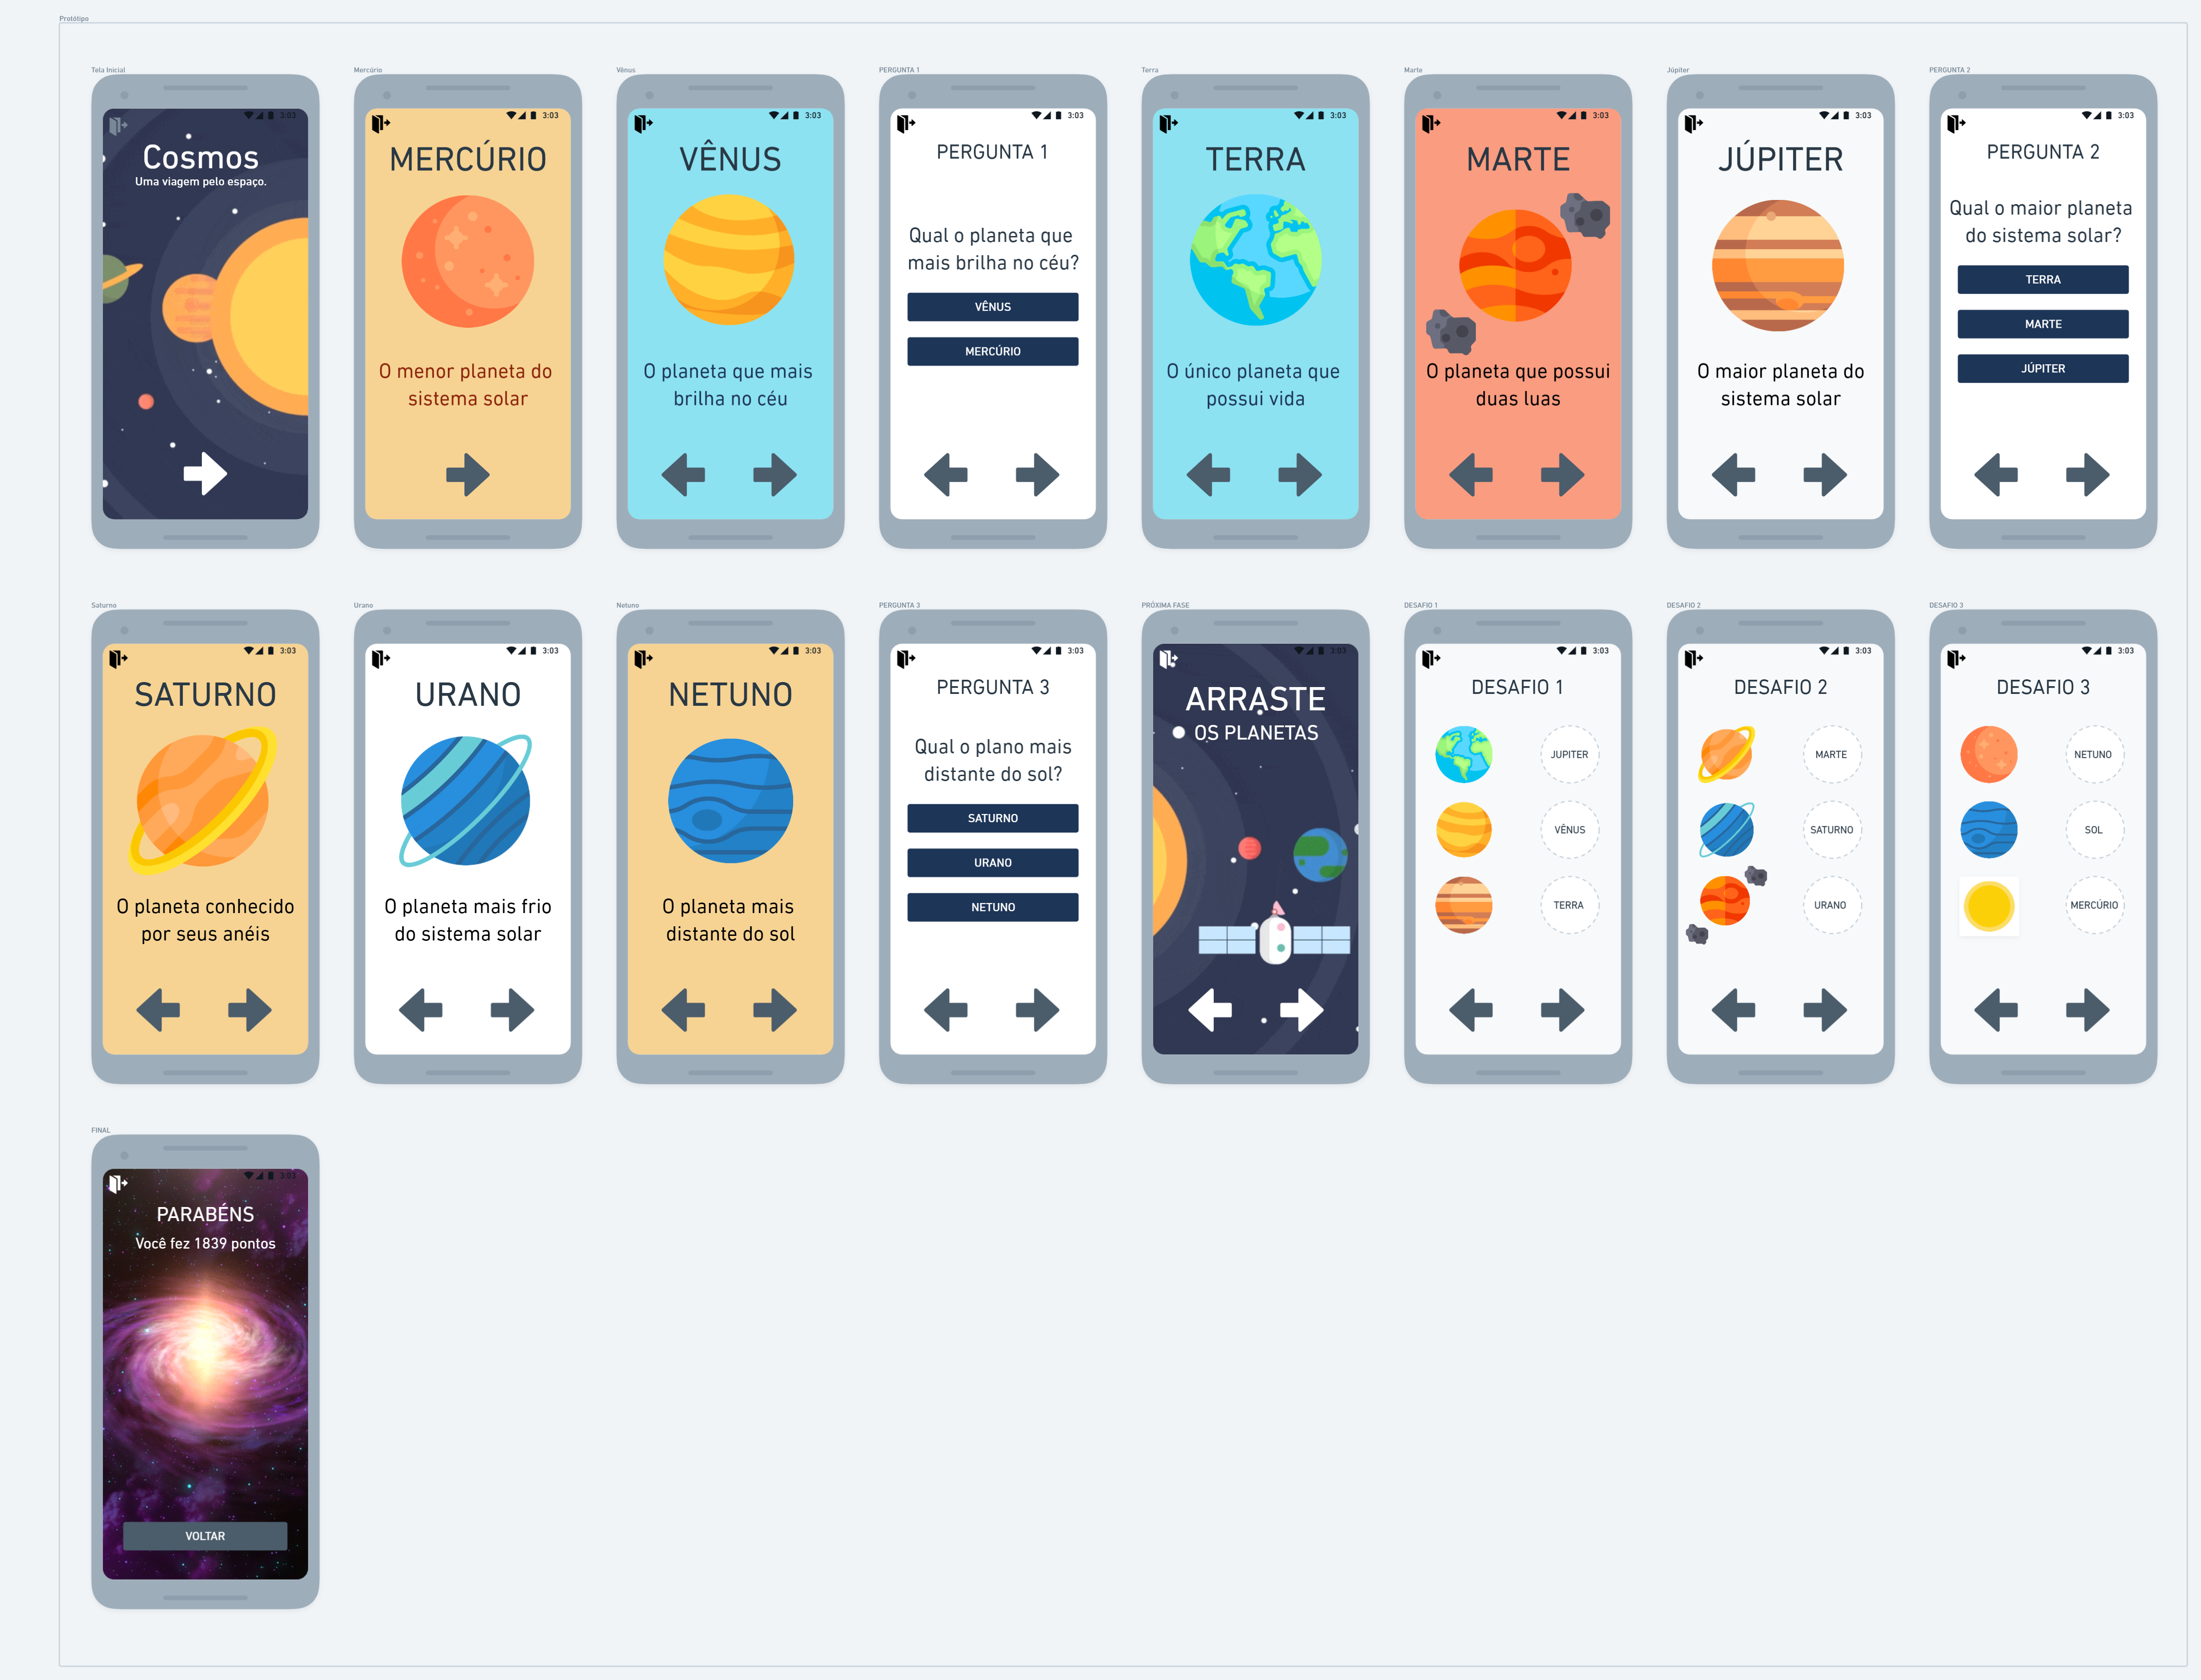 Protótipo
Tela Inicial
3:03
Cosmos
Uma viagem pelo espaço.
Mercúrio
3:03
MERCÚRIO
O menor planeta do
sistema solar
Vênus
3:03
VÊNUS
O planeta que mais
brilha no céu
PERGUNTA 1
3:03
PERGUNTA 1
Qual o planeta que
mais brilha no céu?
VÊNUS
MERCÚRIO
Terra
3:03
TERRA
O único planeta que
possui vida
Marte
3:03
MARTE
O planeta que possui
duas luas
Júpiter
3:03
JÚPITER
O maior planeta do
sistema solar
PERGUNTA 2
3:03
PERGUNTA 2
Qual o maior planeta
do sistema solar?
TERRA
MARTE
JÚPITER
Saturno
3:03
SATURNO
O planeta conhecido
por seus anéis
Urano
3:03
URANO
O planeta mais frio
do sistema solar
Netuno
3:03
NETUNO
O planeta mais
distante do sol
PERGUNTA 3
3:03
PERGUNTA 3
Qual o plano mais
distante do sol?
SATURNO
URANO
NETUNO
PRÓXIMA FASE
3:03
ARRASTE
OS PLANETAS
DESAFIO 1
3:03
DESAFIO 1
JUPITER
VÊNUS
TERRA
DESAFIO 2
3:03
DESAFIO 2
MARTE
SATURNO
URANO
DESAFIO 3
3:03
DESAFIO 3
NETUNO
SOL
MERCÚRIO
FINAL
3:03
PARABÉNS
Você fez 1839 pontos
VOLTAR